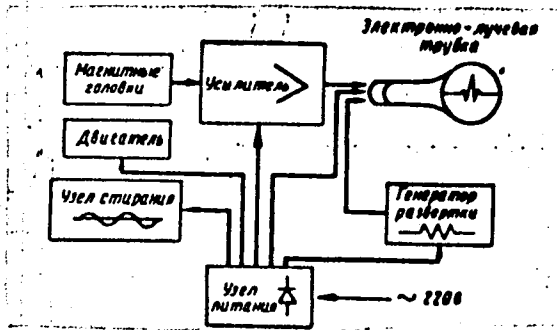 Электронно-лучевая
трубка
Магнитные
головки
Усилитель
Двигатель
Узел стирания
Генератор
развертки
Узел
питания
~ 220в